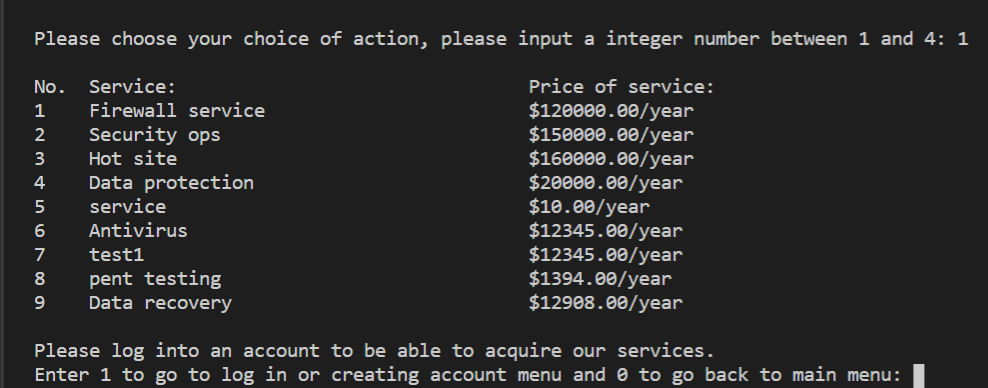 Please choose your choice of action, please input a integer number between 1 and 4: 1
No. Service: Price of service:
1 Firewall service $120000.00/year
2 Security ops $150000.00/year
3 Hot site $160000.00/year
4 Data protection $20000.00/year
5 service $10.00/year
6 Antivirus $12345.00/year
7 test1 $12345.00/year
8 pent testing $1394.00/year
9 Data recovery $12908.00/year
Please log into an account to be able to acquire our services.
Enter 1 to go to log in or creating account menu and 0 to go back to main menu: